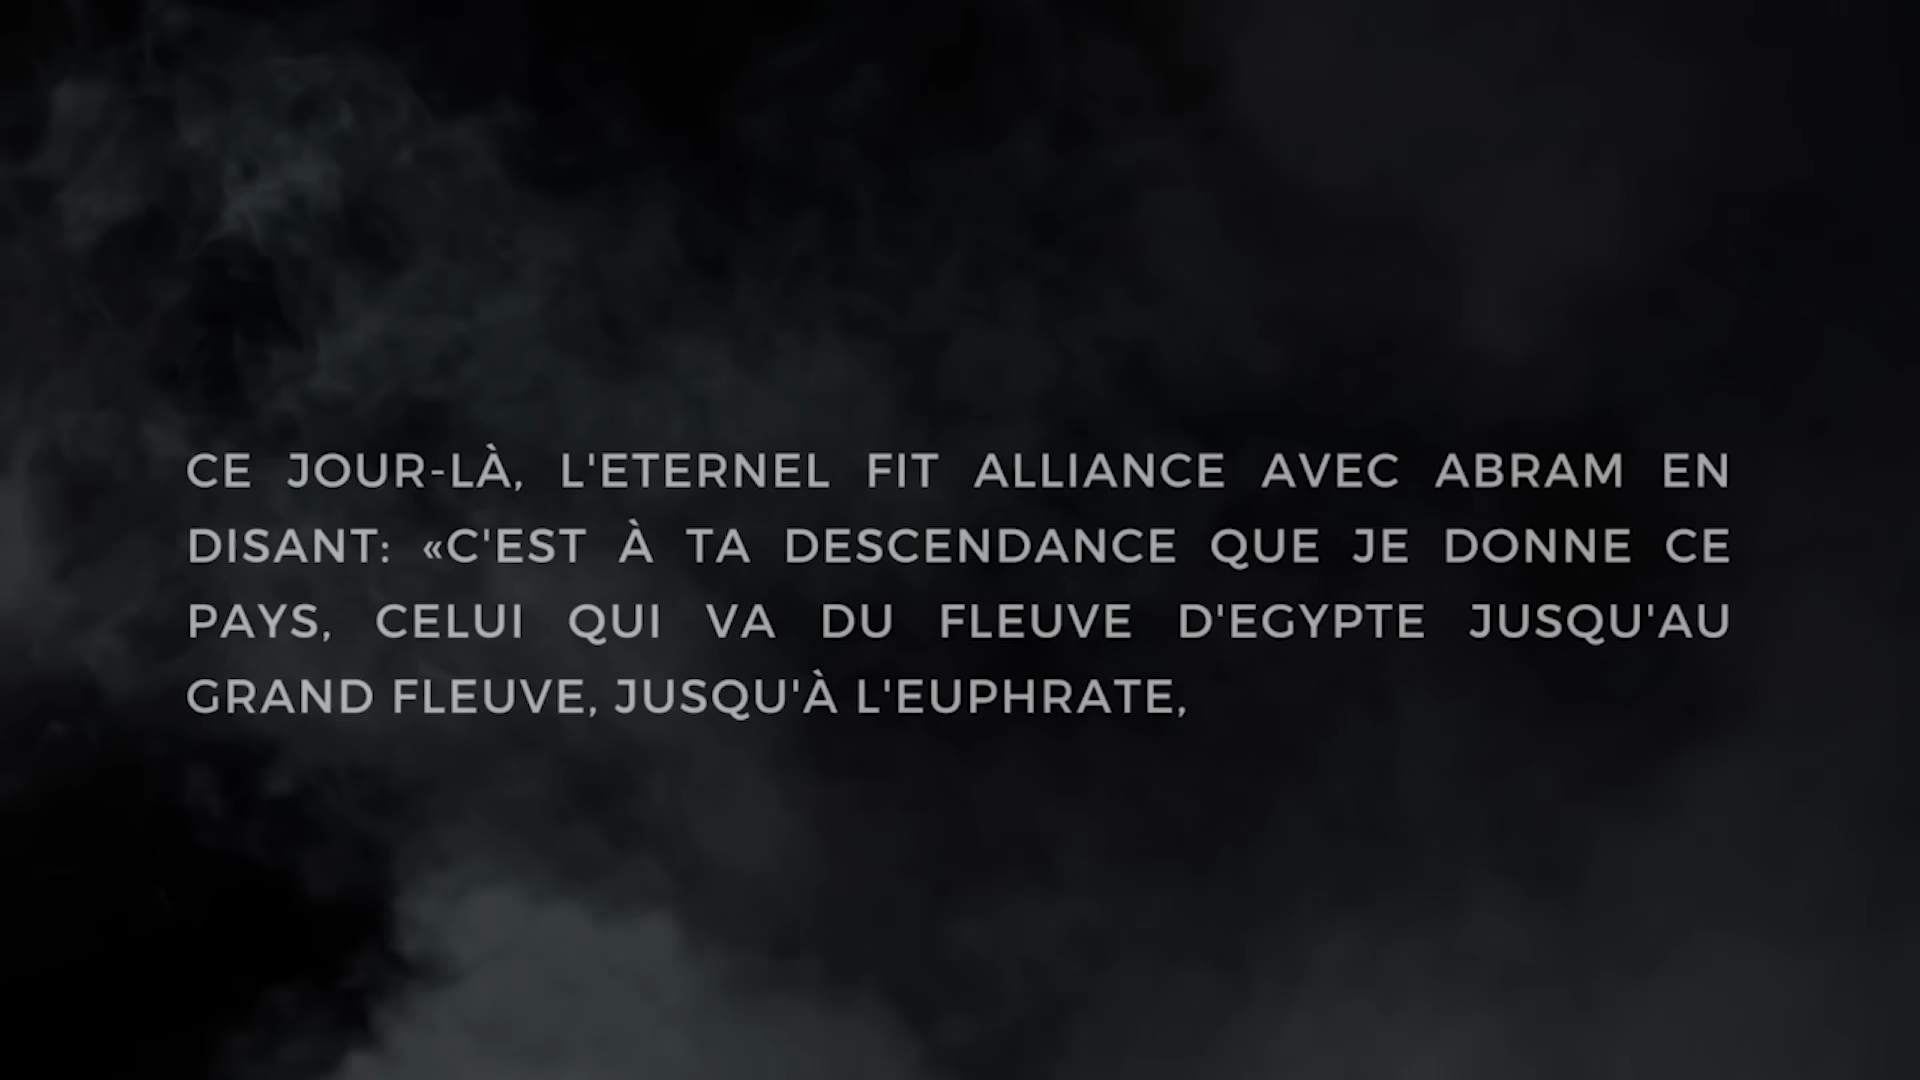 CE JOUR-LÀ, L'ETERNEL FIT ALLIANCE AVEC ABRAM EN
DISANT: «C'EST À TA DESCENDANCE QUE JE DONNE CE
PAYS, CELUI QUI VA DU FLEUVE D'EGYPTE JUSQU'AU
GRAND FLEUVE, JUSQU'À L'EUPHRATE,